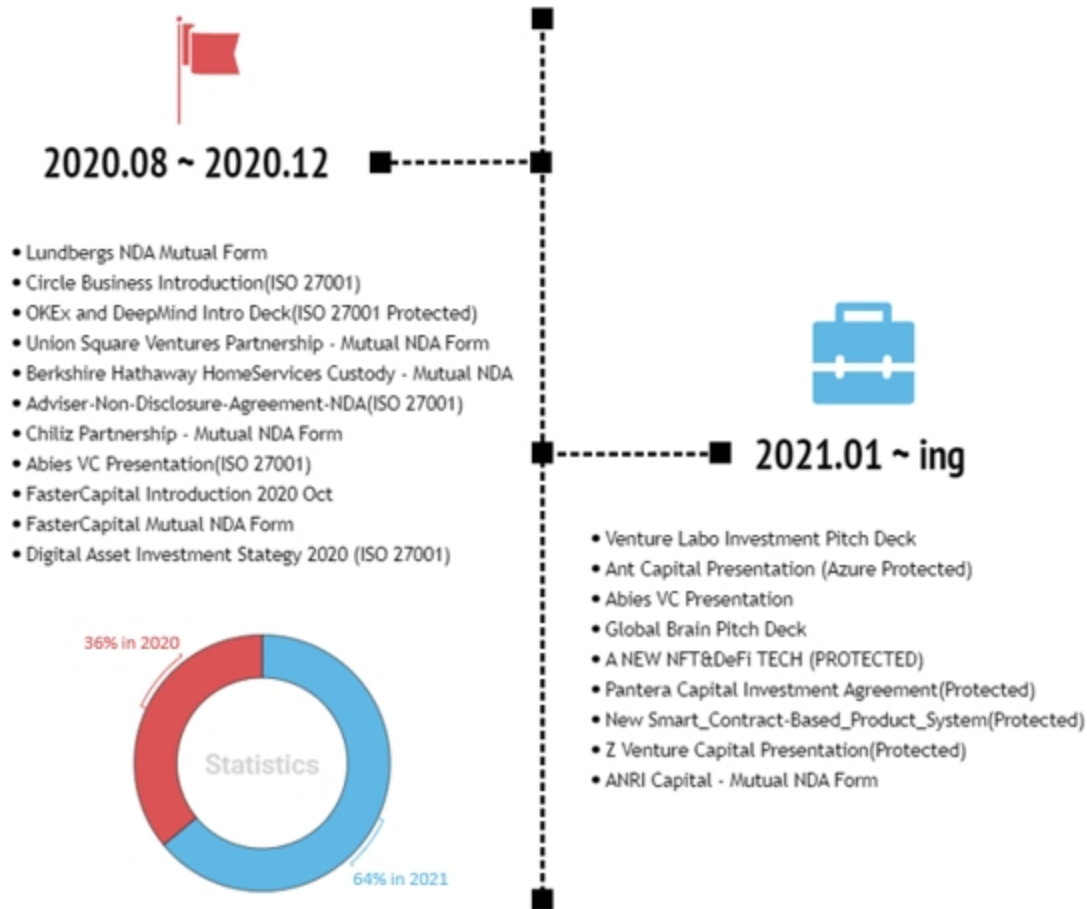 2020.08 ~ 2020.12
• Lundbergs NDA Mutual Form
• Circle Business Introduction(ISO 27001)
• OKEx and DeepMind Intro Deck(ISO 27001 Protected)
• Union Square Ventures Partnership - Mutual NDA Form
• Berkshire Hathaway HomeServices Custody - Mutual NDA
• Adviser-Non-Disclosure-Agreement-NDA(ISO 27001)
• Chiliz Partnership - Mutual NDA Form
• Abies VC Presentation(ISO 27001)
• FasterCapital Introduction 2020 Oct
• FasterCapital Mutual NDA Form
• Digital Asset Investment Stategy 2020 (ISO 27001)
36% in 2020
Statistics
64% in 2021
2021.01 ~ ing
• Venture Labo Investment Pitch Deck
• Ant Capital Presentation (Azure Protected)
• Abies VC Presentation
• Global Brain Pitch Deck
• A NEW NFT&DeFi TECH (PROTECTED)
• Pantera Capital Investment Agreement(Protected)
• New Smart_Contract-Based_Product_System(Protected)
• Z Venture Capital Presentation(Protected)
• ANRI Capital - Mutual NDA Form